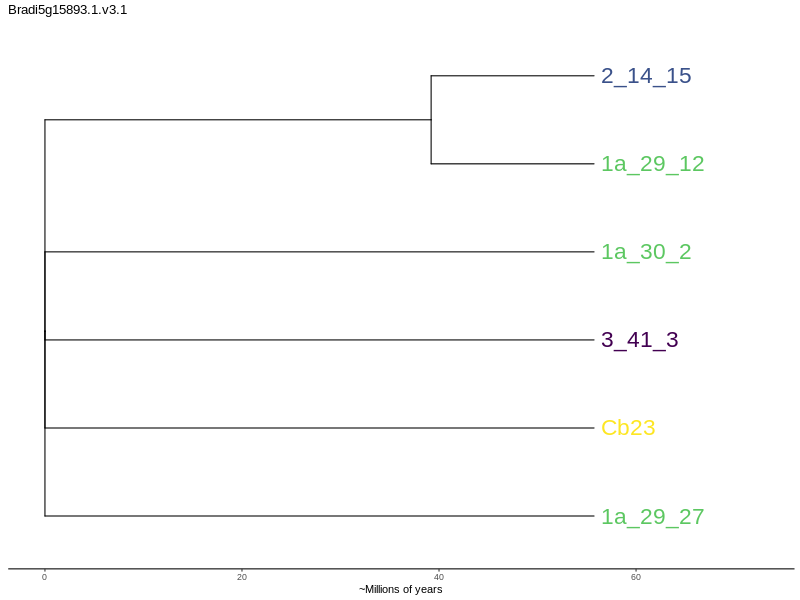 Bradi5g15893.1.v3.1
2_14_15
1a_29_12
1a_30_2
3_41_3
Cb23
1a_29_27
0 20 40 60
~Millions of years